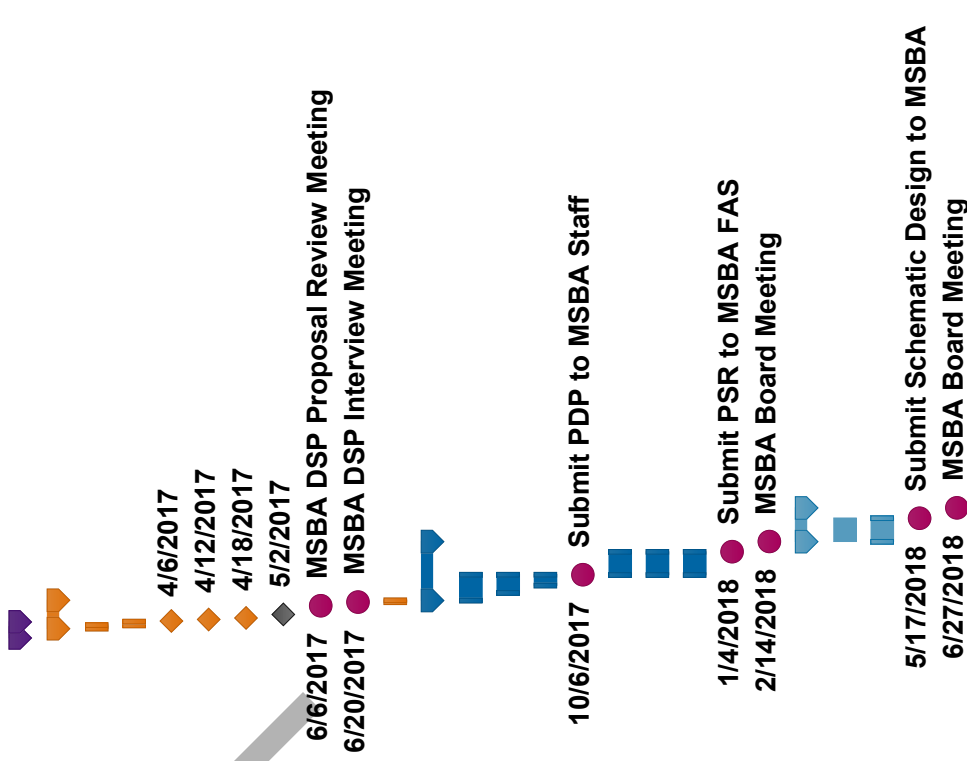 4/6/2017
4/12/2017
4/18/2017
5/2/2017
6/6/2017 MSBA DSP Proposal Review Meeting
6/20/2017 MSBA DSP Interview Meeting
10/6/2017 Submit PDP to MSBA Staff
1/4/2018 Submit PSR to MSBA FAS
2/14/2018 MSBA Board Meeting
5/17/2018 Submit Schematic Design to MSBA
6/27/2018 MSBA Board Meeting